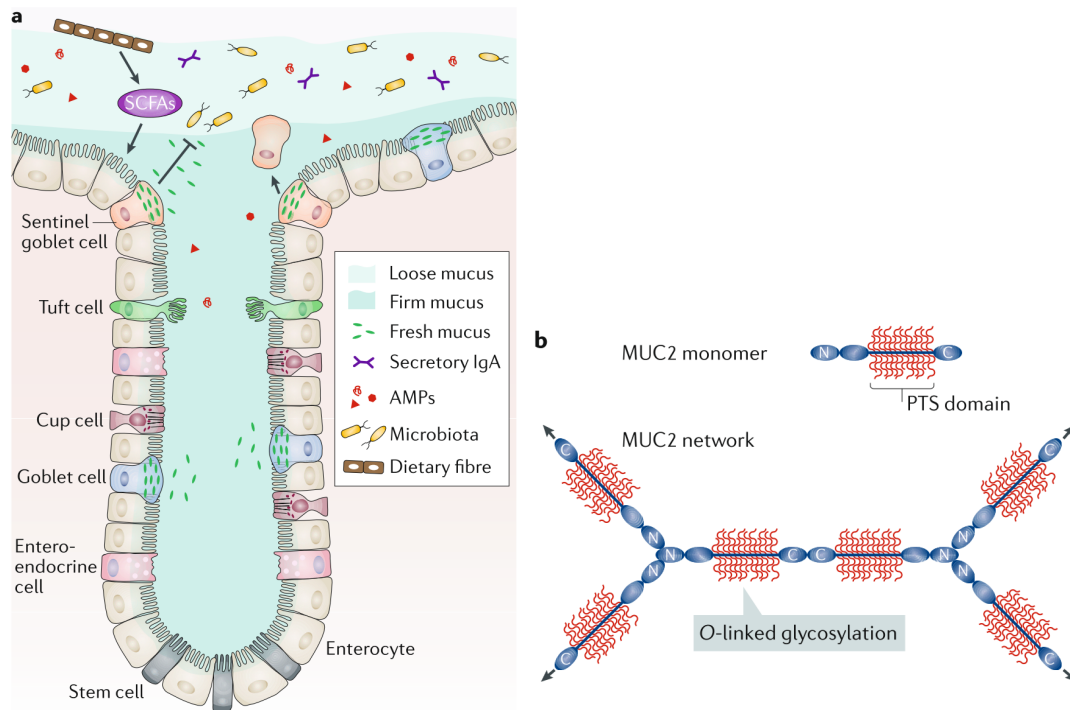 a
SCFAs
Sentinel
goblet cell
Tuft cell
Cup cell
Goblet cell
Entero-
endocrine
cell
Stem cell
Enterocyte
Loose mucus
Firm mucus
Fresh mucus
Secretory IgA
AMPs
Microbiota
Dietary fibre
b
MUC2 monomer
N
C
PTS domain
MUC2 network
C
C
N
N
N
C
C
N
N
N
C
C
O-linked glycosylation